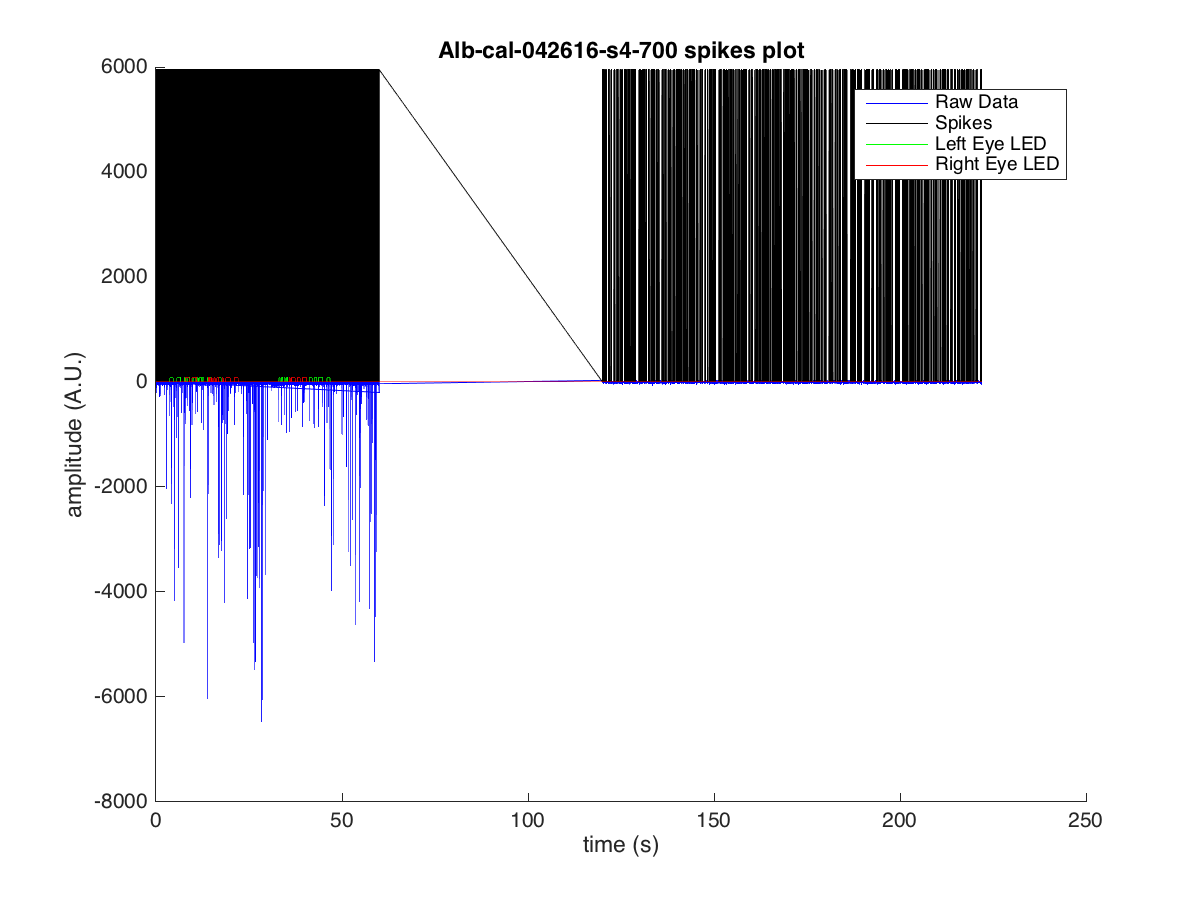 Alb-cal-042616-s4-700 spikes plot
6000
4000
2000
0
-2000
-4000
-6000
-8000
amplitude (A.U.)
Raw Data
Spikes
Left Eye LED
Right Eye LED
0 50 100 150 200 250
time (s)